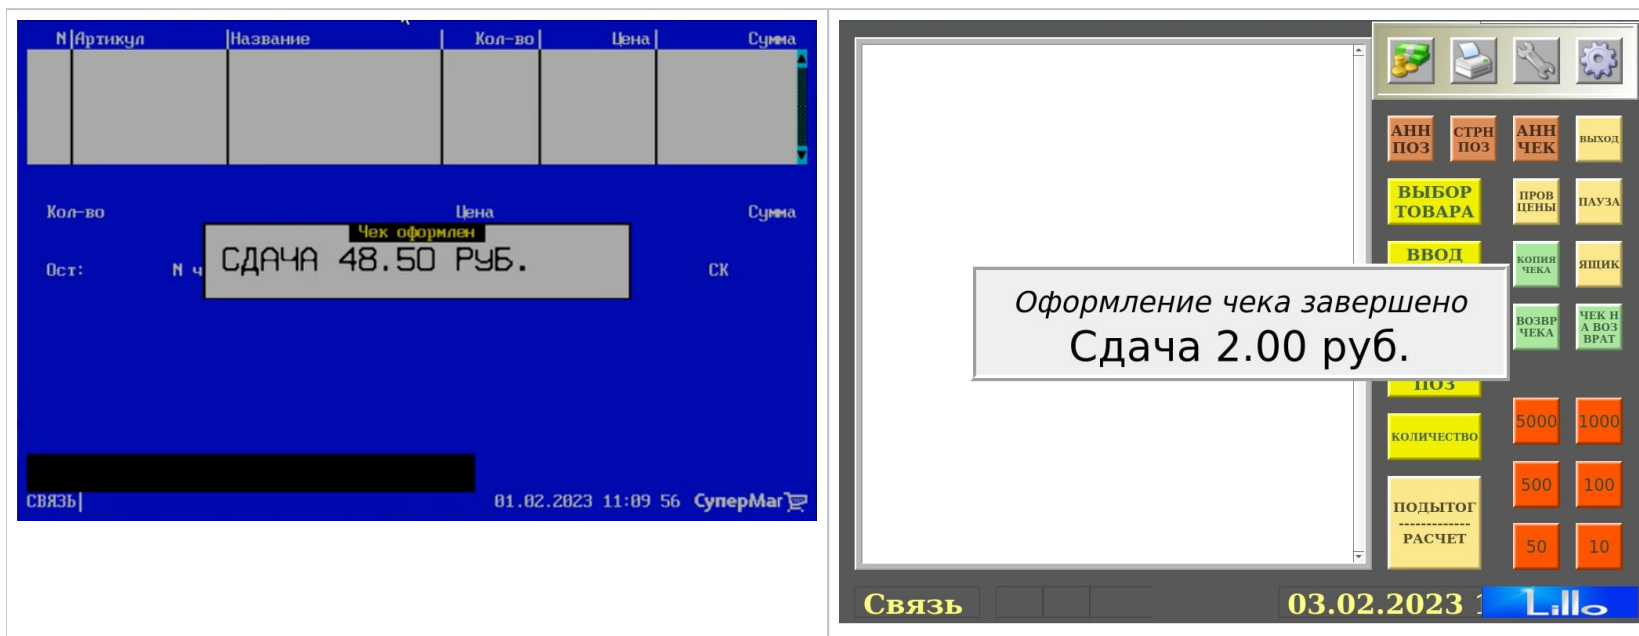 N Артикул Название Кол-во Цена Сумма
Кол-во Цена Сумма
Чек оформлен
СДАЧА 48.50 РУБ.
Ост: N ч СК
СВЯЗЬ 01.02.2023 11:09 56 СуперМаг
АНН ПОЗ
СТРН ПОЗ
АНН ЧЕК
ВЫХОД
ВЫБОР ТОВАРА
ПРОВ ЦЕНЫ
ПАУЗА
ВВОД
КОПИЯ ЧЕКА
ЯЩИК
Оформление чека завершено
Сдача 2.00 руб.
ВОЗВР ЧЕКА
ЧЕК Н
А ВОЗ
ВРАТ
ПОЗ
КОЛИЧЕСТВО
5000 1000
500 100
ПОДЫТОГ
-------------
РАСЧЕТ
50 10
Связь 03.02.2023 Lillo